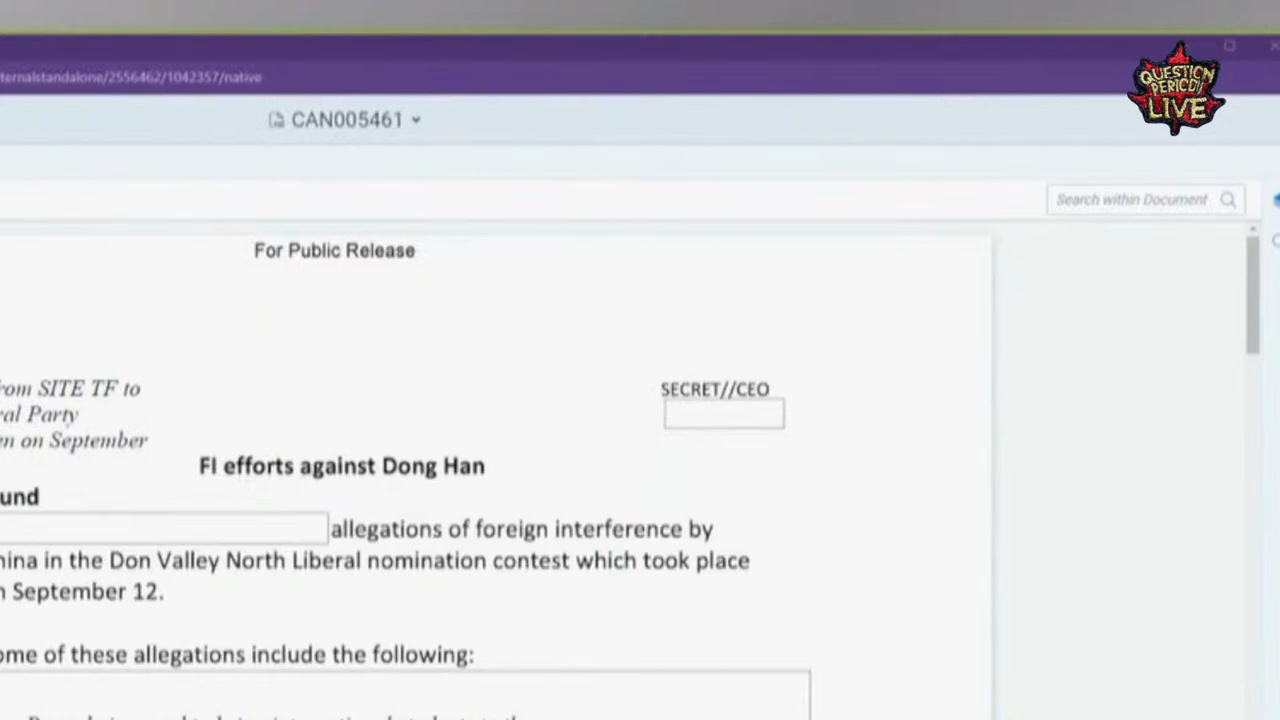 ternalstandalone/2556462/1042357/native
QUESTION
PERIOD
LIVE
CAN005461
Search within Document
For Public Release
rom SITE TF to
ral Party
en on September
SECRET//CEO
FI efforts against Dong Han
und
allegations of foreign interference by
hina in the Don Valley North Liberal nomination contest which took place
n September 12.
ome of these allegations include the following: